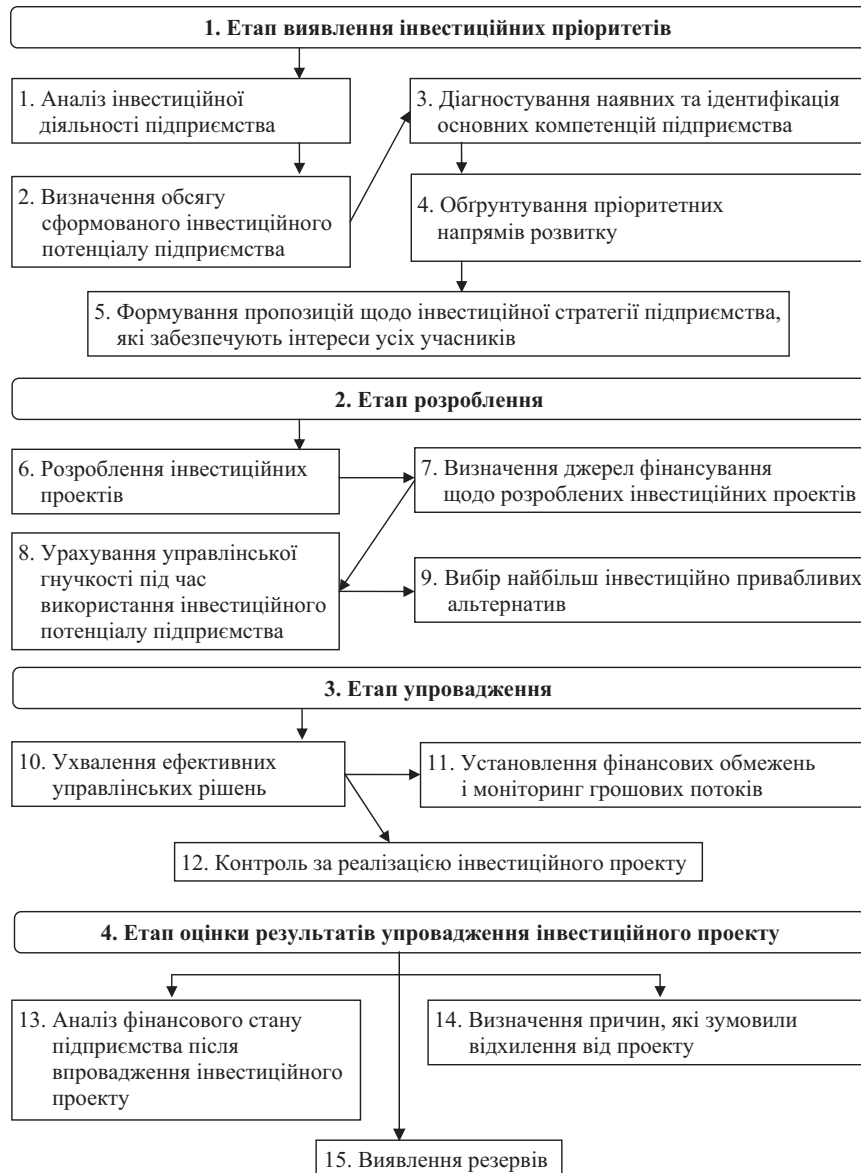 1. Етап виявлення інвестиційних пріоритетів
1. Аналіз інвестиційної
діяльності підприємства
3. Діагностування наявних та ідентифікація
основних компетенцій підприємства
2. Визначення обсягу
сформованого інвестиційного
потенціалу підприємства
4. Обґрунтування пріоритетних
напрямів розвитку
5. Формування пропозицій щодо інвестиційної стратегії підприємства,
які забезпечують інтереси усіх учасників
2. Етап розроблення
6. Розроблення інвестиційних
проектів
7. Визначення джерел фінансування
щодо розроблених інвестиційних проектів
8. Урахування управлінської
гнучкості під час
використання інвестиційного
потенціалу підприємства
9. Вибір найбільш інвестиційно привабливих
альтернатив
3. Етап упровадження
10. Ухвалення ефективних
управлінських рішень
11. Установлення фінансових обмежень
і моніторинг грошових потоків
12. Контроль за реалізацією інвестиційного проекту
4. Етап оцінки результатів упровадження інвестиційного проекту
13. Аналіз фінансового стану
підприємства після
впровадження інвестиційного
проекту
14. Визначення причин, які зумовили
відхилення від проекту
15. Виявлення резервів